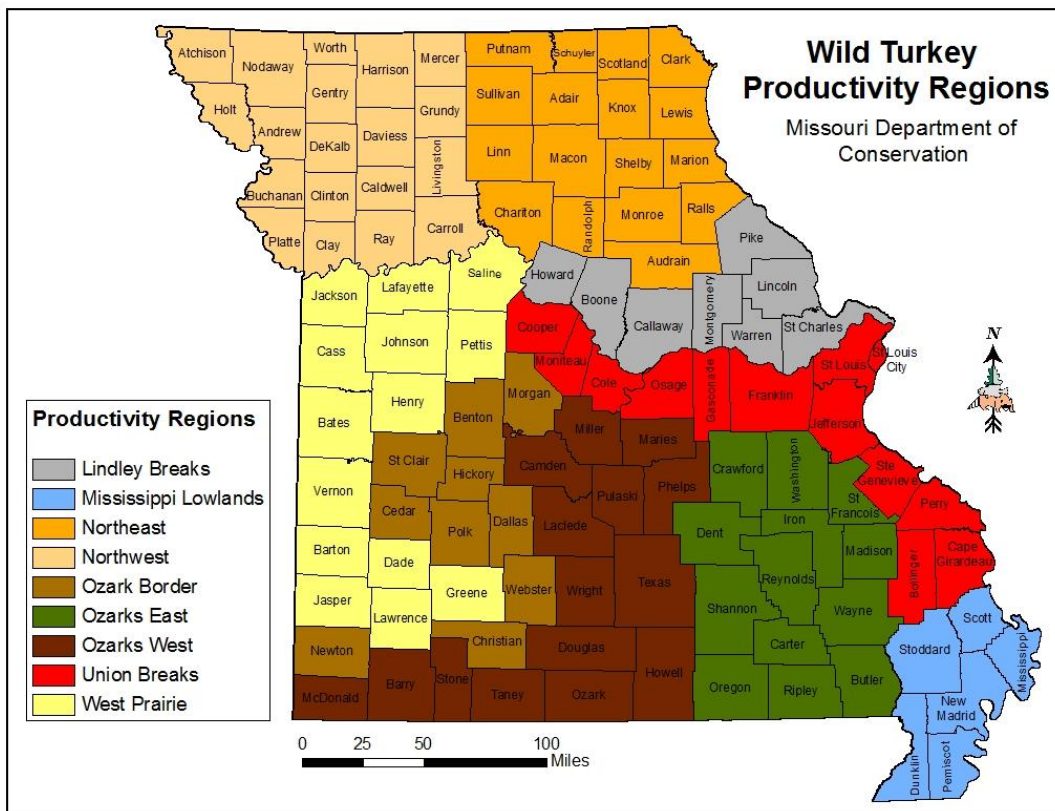 Wild Turkey
Productivity Regions
Missouri Department of
Conservation
Atchison
Nodaway
Worth
Harrison
Mercer
Putnam
Schuyler
Scotland
Clark
Holt
Gentry
Sullivan
Adair
Knox
Lewis
Andrew
Grundy
DeKalb
Daviess
Livingston
Linn
Macon
Shelby
Marion
Buchanan
Clinton
Caldwell
Chariton
Randolph
Monroe
Ralls
Platte
Clay
Ray
Carroll
Audrain
Pike
Jackson
Lafayette
Saline
Howard
Boone
Callaway
Montgomery
Lincoln
Warren
St Charles
Cass
Johnson
Pettis
Cooper
Moniteau
Cole
Osage
Gasconade
Franklin
St Louis
St Louis
City
Jefferson
N
Bates
Henry
Benton
Morgan
Miller
Maries
St Clair
Hickory
Camden
Pulaski
Phelps
Crawford
Washington
Ste
Genevieve
St
Francois
Perry
Vernon
Cedar
Polk
Dallas
Laclede
Dent
Iron
Madison
Bollinger
Cape
Girardeau
Barton
Dade
Greene
Webster
Wright
Texas
Reynolds
Shannon
Wayne
Jasper
Lawrence
Christian
Douglas
Howell
Carter
Scott
Stoddard
Mississippi
Newton
McDonald
Barry
Stone
Taney
Ozark
Oregon
Ripley
Butler
New
Madrid
Dunklin
Pemiscot
Productivity Regions
Lindley Breaks
Mississippi Lowlands
Northeast
Northwest
Ozark Border
Ozarks East
Ozarks West
Union Breaks
West Prairie
0 25 50 100
Miles